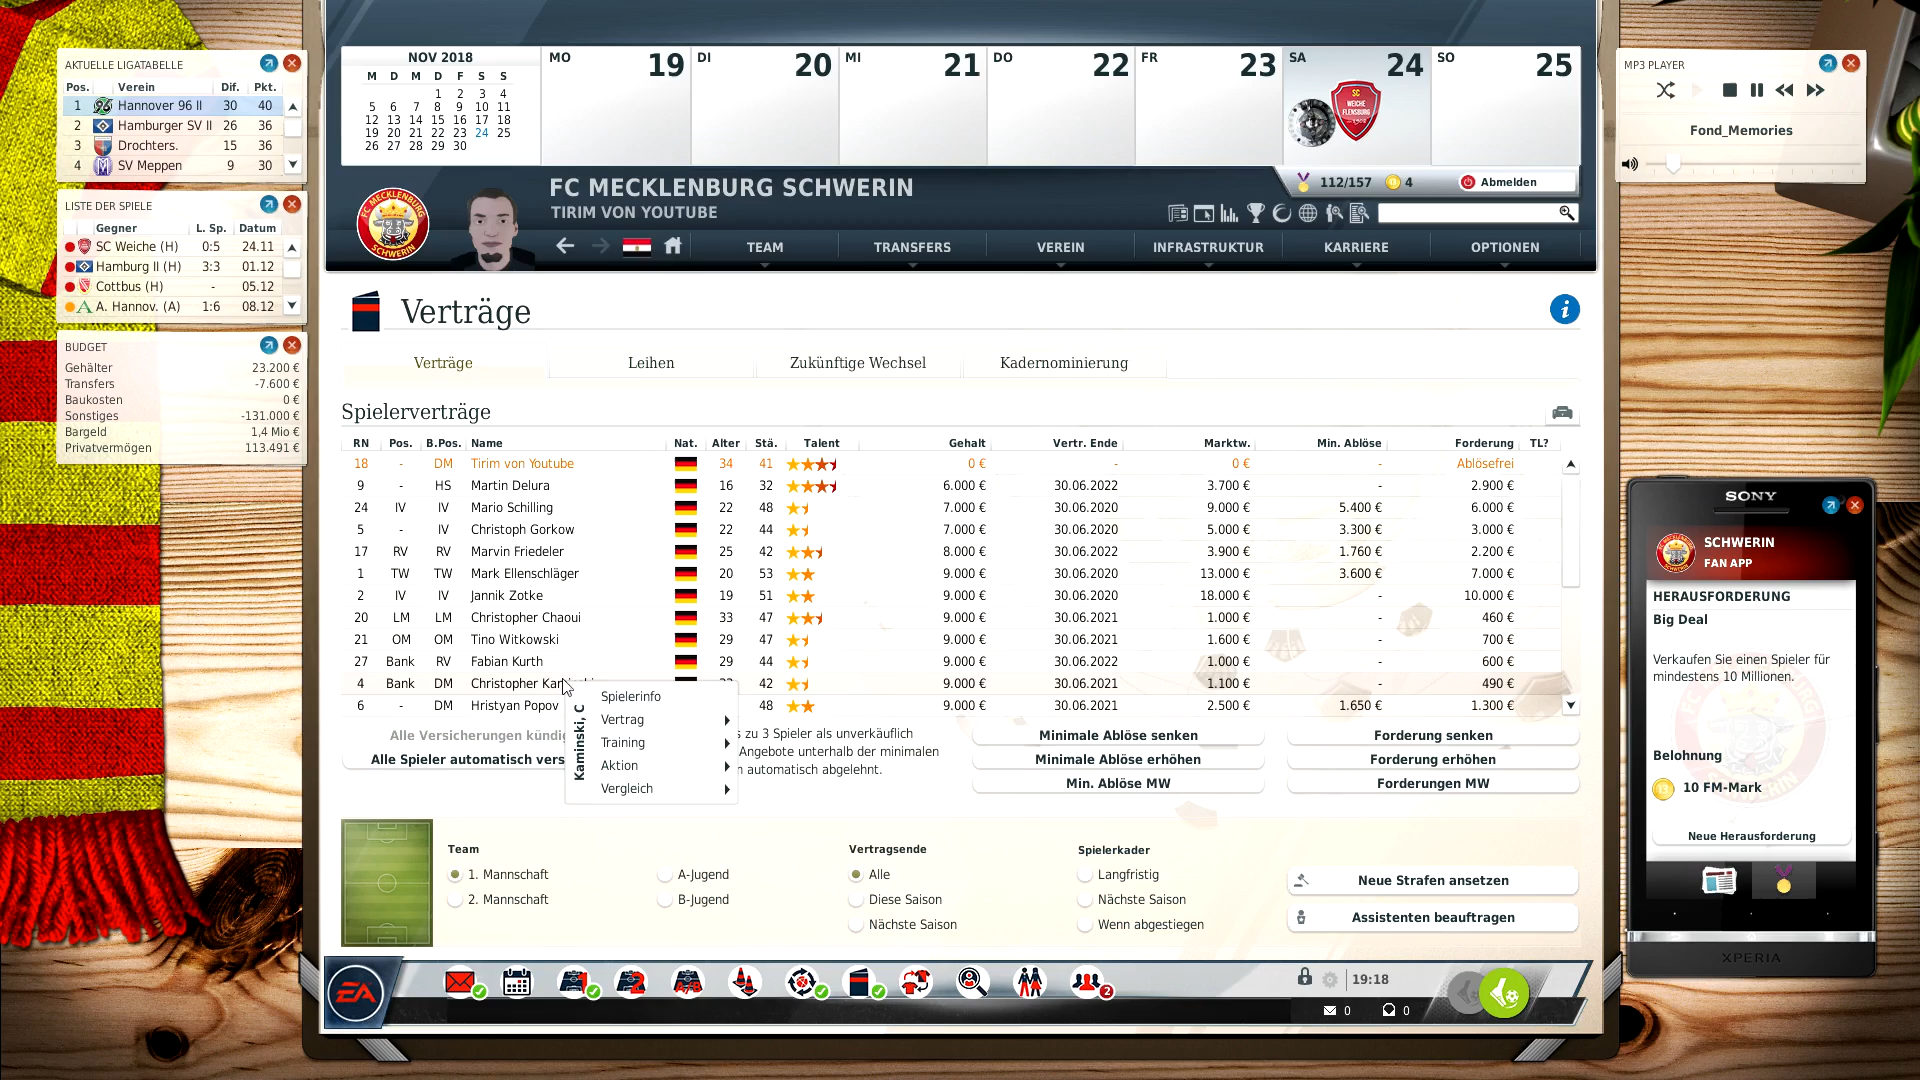 AKTUELLE LIGATABELLE
Pos. Verein Dif. Pkt.
1 Hannover 96 II 30 40
2 Hamburger SV II 26 36
3 Drochters. 15 36
4 SV Meppen 9 30
LISTE DER SPIELE
Gegner L. Sp. Datum
SC Weiche (H) 0:5 24.11
Hamburg II (H) 3:3 01.12
Cottbus (H) - 05.12
A. Hannov. (A) 1:6 08.12
BUDGET
Gehälter 23.200 €
Transfers -7.600 €
Baukosten 0 €
Sonstiges -131.000 €
Bargeld 1,4 Mio €
Privatvermögen 113.491 €
NOV 2018
M D M D F S S
1 2 3 4
5 6 7 8 9 10 11
12 13 14 15 16 17 18
19 20 21 22 23 24 25
26 27 28 29 30
MO 19 DI 20 MI 21 DO 22 FR 23 SA 24 SO 25
SC WEICHE FLENSBURG
FC MECKLENBURG SCHWERIN
FC MECKLENBURG SCHWERIN
TIRIM VON YOUTUBE
112/157 4 Abmelden
TEAM TRANSFERS VEREIN INFRASTRUKTUR KARRIERE OPTIONEN
Verträge
i
Verträge Leihen Zukünftige Wechsel Kadernominierung
Spielerverträge
RN Pos. B.Pos. Name Nat. Alter Stä. Talent Gehalt Vertr. Ende Marktw. Min. Ablöse Forderung TL?
18 - DM Tirim von Youtube 34 41 0 € - 0 € - Ablösefrei
9 - HS Martin Delura 16 32 6.000 € 30.06.2022 3.700 € - 2.900 €
24 IV IV Mario Schilling 22 48 7.000 € 30.06.2020 9.000 € 5.400 € 6.000 €
5 - IV Christoph Gorkow 22 44 7.000 € 30.06.2020 5.000 € 3.300 € 3.000 €
17 RV RV Marvin Friedeler 25 42 8.000 € 30.06.2022 3.900 € 1.760 € 2.200 €
1 TW TW Mark Ellenschläger 20 53 9.000 € 30.06.2020 13.000 € 3.600 € 7.000 €
2 IV IV Jannik Zotke 19 51 9.000 € 30.06.2020 18.000 € - 10.000 €
20 LM LM Christopher Chaoui 33 47 9.000 € 30.06.2021 1.000 € - 460 €
21 OM OM Tino Witkowski 29 47 9.000 € 30.06.2021 1.600 € - 700 €
27 Bank RV Fabian Kurth 29 44 9.000 € 30.06.2022 1.000 € - 600 €
4 Bank DM Christopher 42 9.000 € 30.06.2021 1.100 € - 490 €
6 - DM Hristyan Popov 48 9.000 € 30.06.2021 2.500 € 1.650 € 1.300 €
Kaminski, C
Spielerinfo
Vertrag
Training
Aktion
Vergleich
Alle Versicherungen
Alle Spieler automatisch
zu 3 Spieler als unverkäuflich
Angebote unterhalb der minimalen
automatisch abgelehnt.
Minimale Ablöse senken Forderung senken
Minimale Ablöse erhöhen Forderung erhöhen
Min. Ablöse MW Forderungen MW
Team
1. Mannschaft A-Jugend
2. Mannschaft B-Jugend
Vertragsende
Alle
Diese Saison
Nächste Saison
Spielerkader
Langfristig
Nächste Saison
Wenn abgestiegen
Neue Strafen ansetzen
Assistenten beauftragen
EA
1 2 A/B 2
19:18
0 0
MP3 PLAYER
Fond_Memories
SONY
SCHWERIN
FAN APP
HERAUSFORDERUNG
Big Deal
Verkaufen Sie einen Spieler für
mindestens 10 Millionen.
Belohnung
10 FM-Mark
Neue Herausforderung
XPERIA